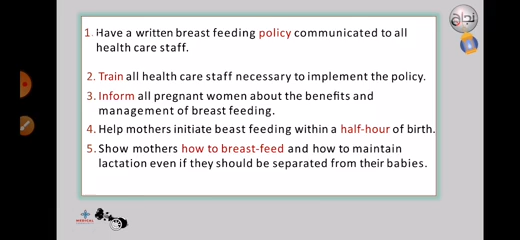 نجاح
1. Have a written breast feeding policy communicated to all
health care staff.
2. Train all health care staff necessary to implement the policy.
3. Inform all pregnant women about the benefits and
management of breast feeding.
4. Help mothers initiate beast feeding within a half-hour of birth.
5. Show mothers how to breast-feed and how to maintain
lactation even if they should be separated from their babies.
MEDICAL